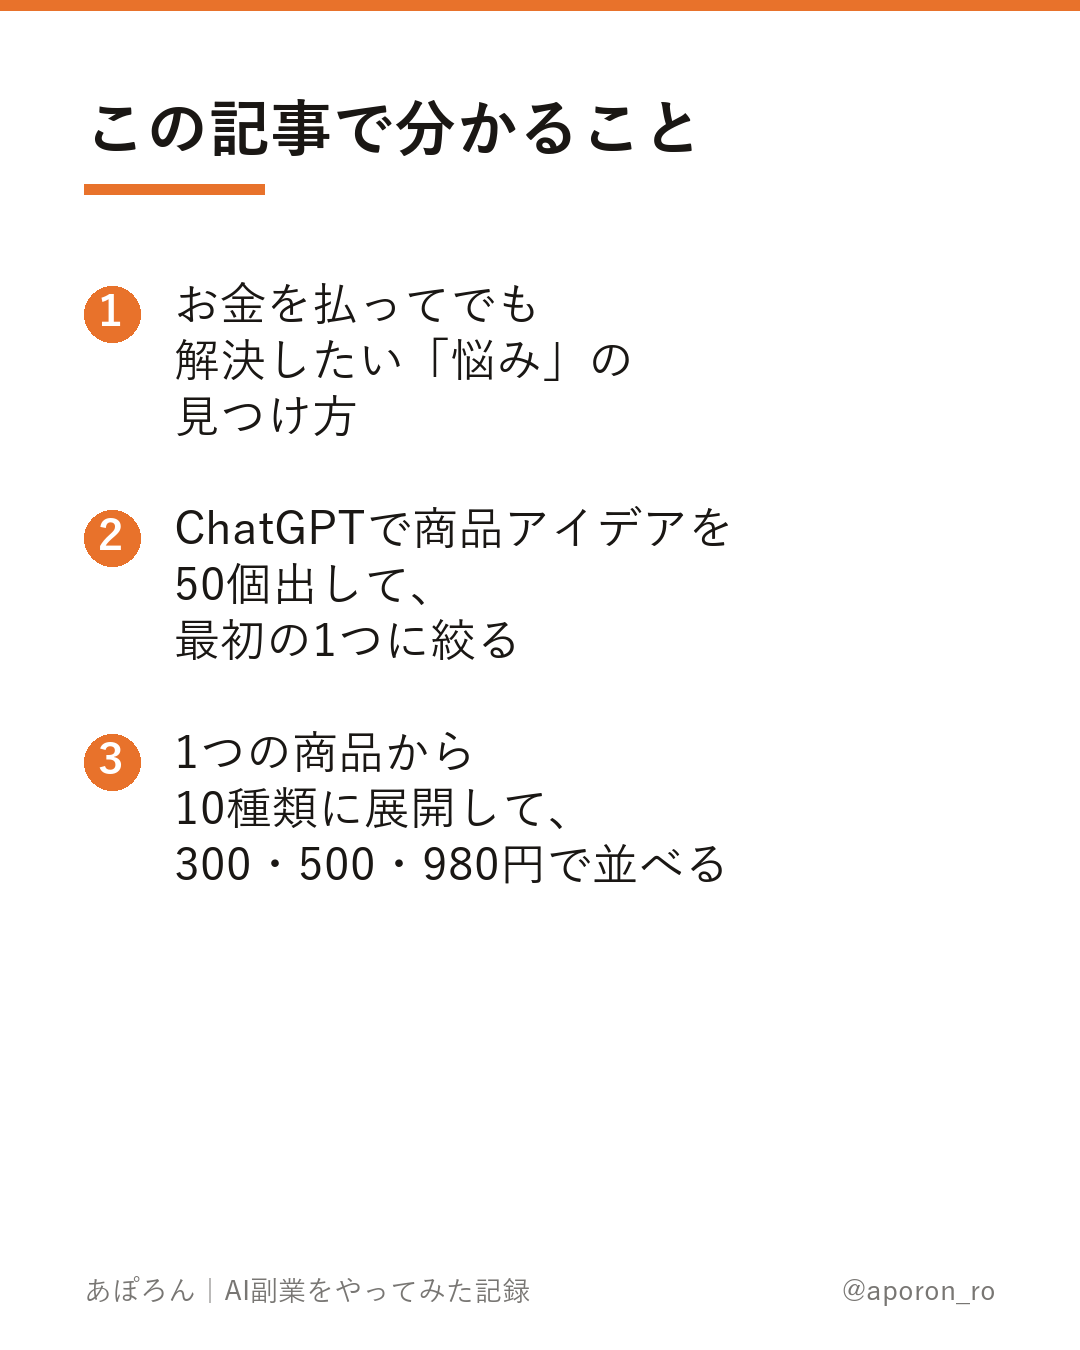 この記事で分かること
1 お金を払ってでも
解決したい「悩み」の
見つけ方
2 ChatGPTで商品アイデアを
50個出して、
最初の1つに絞る
3 1つの商品から
10種類に展開して、
300・500・980円で並べる
あぽろん｜AI副業をやってみた記録
@aporon_ro